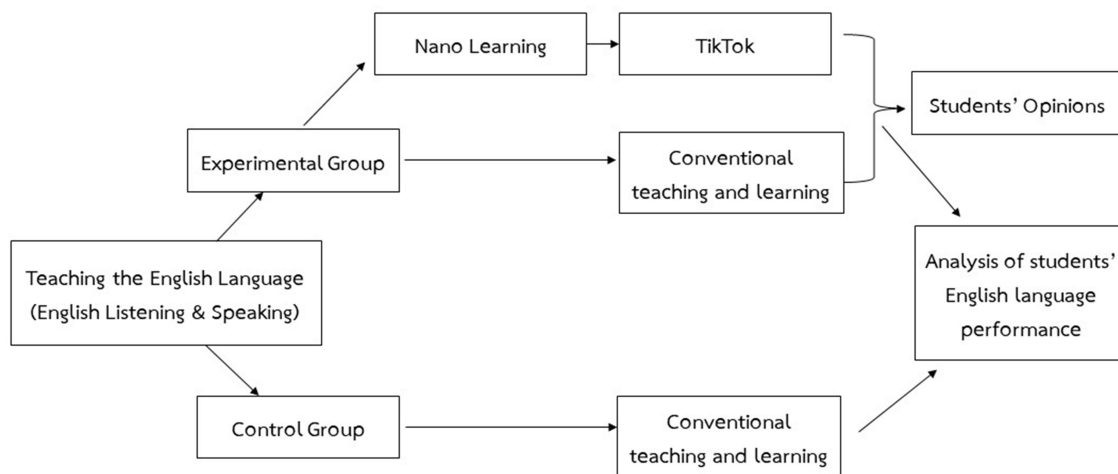 Nano Learning
TikTok
Students’ Opinions
Experimental Group
Conventional
teaching and learning
Teaching the English Language
(English Listening & Speaking)
Analysis of students’
English language
performance
Control Group
Conventional
teaching and learning